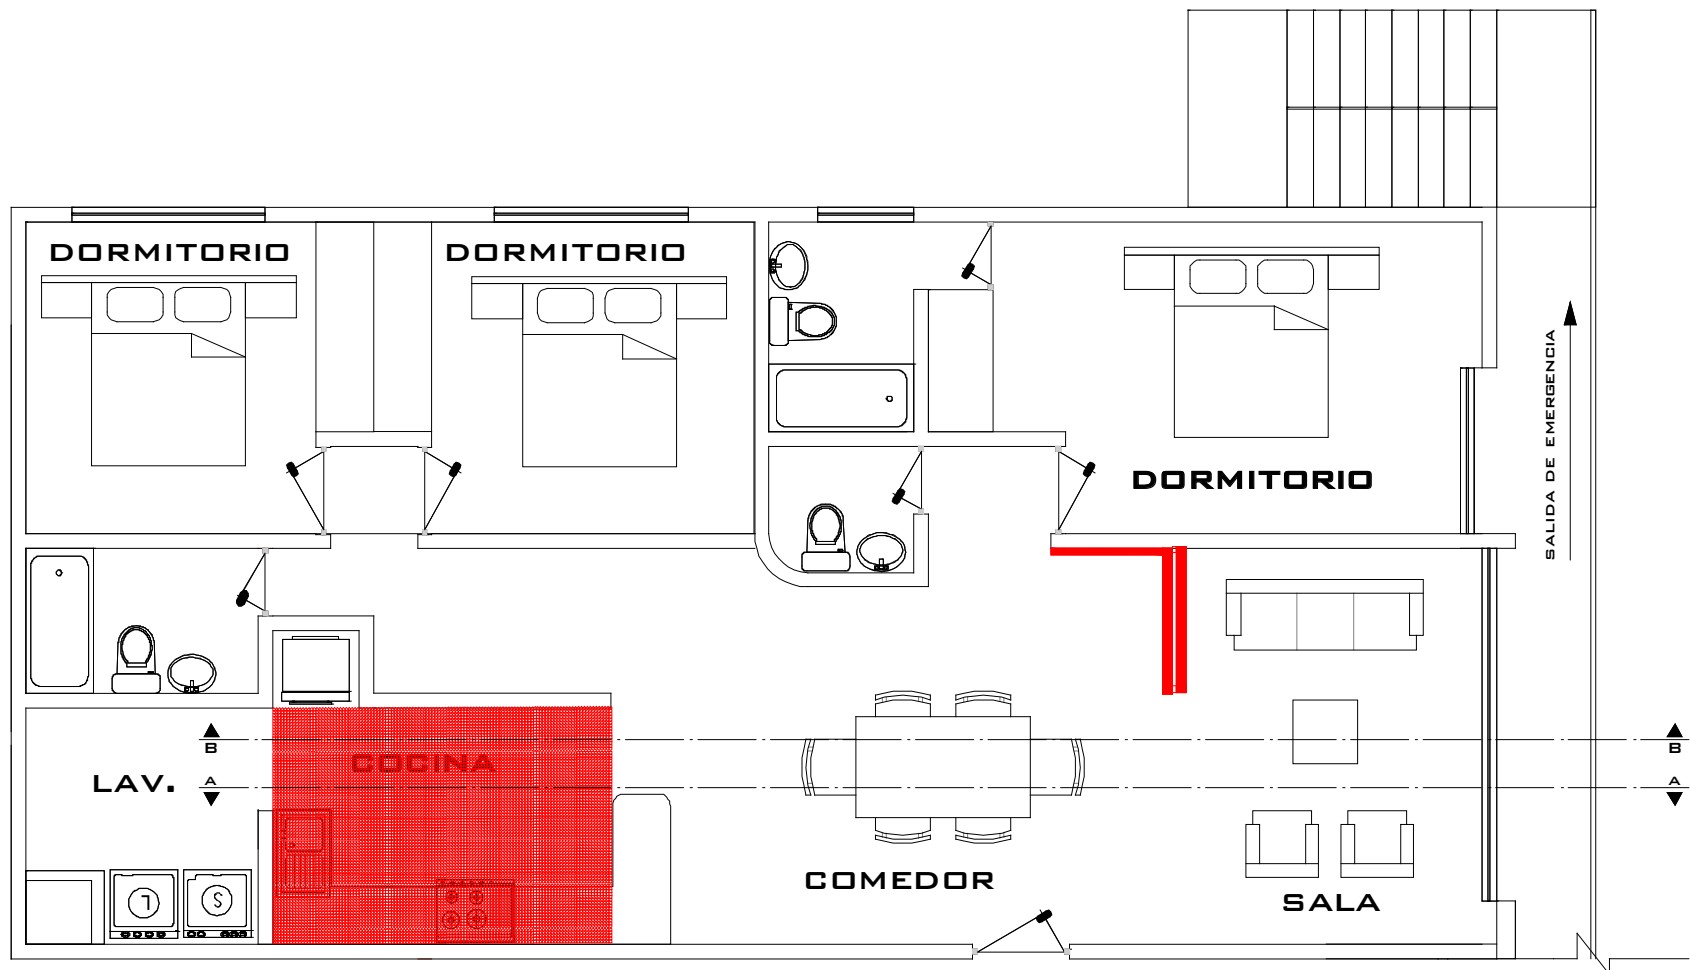 DORMITORIO
DORMITORIO
DORMITORIO
SALIDA DE EMERGENCIA
B
B
COCINA
LAV.
A
A
L
S
COMEDOR
SALA